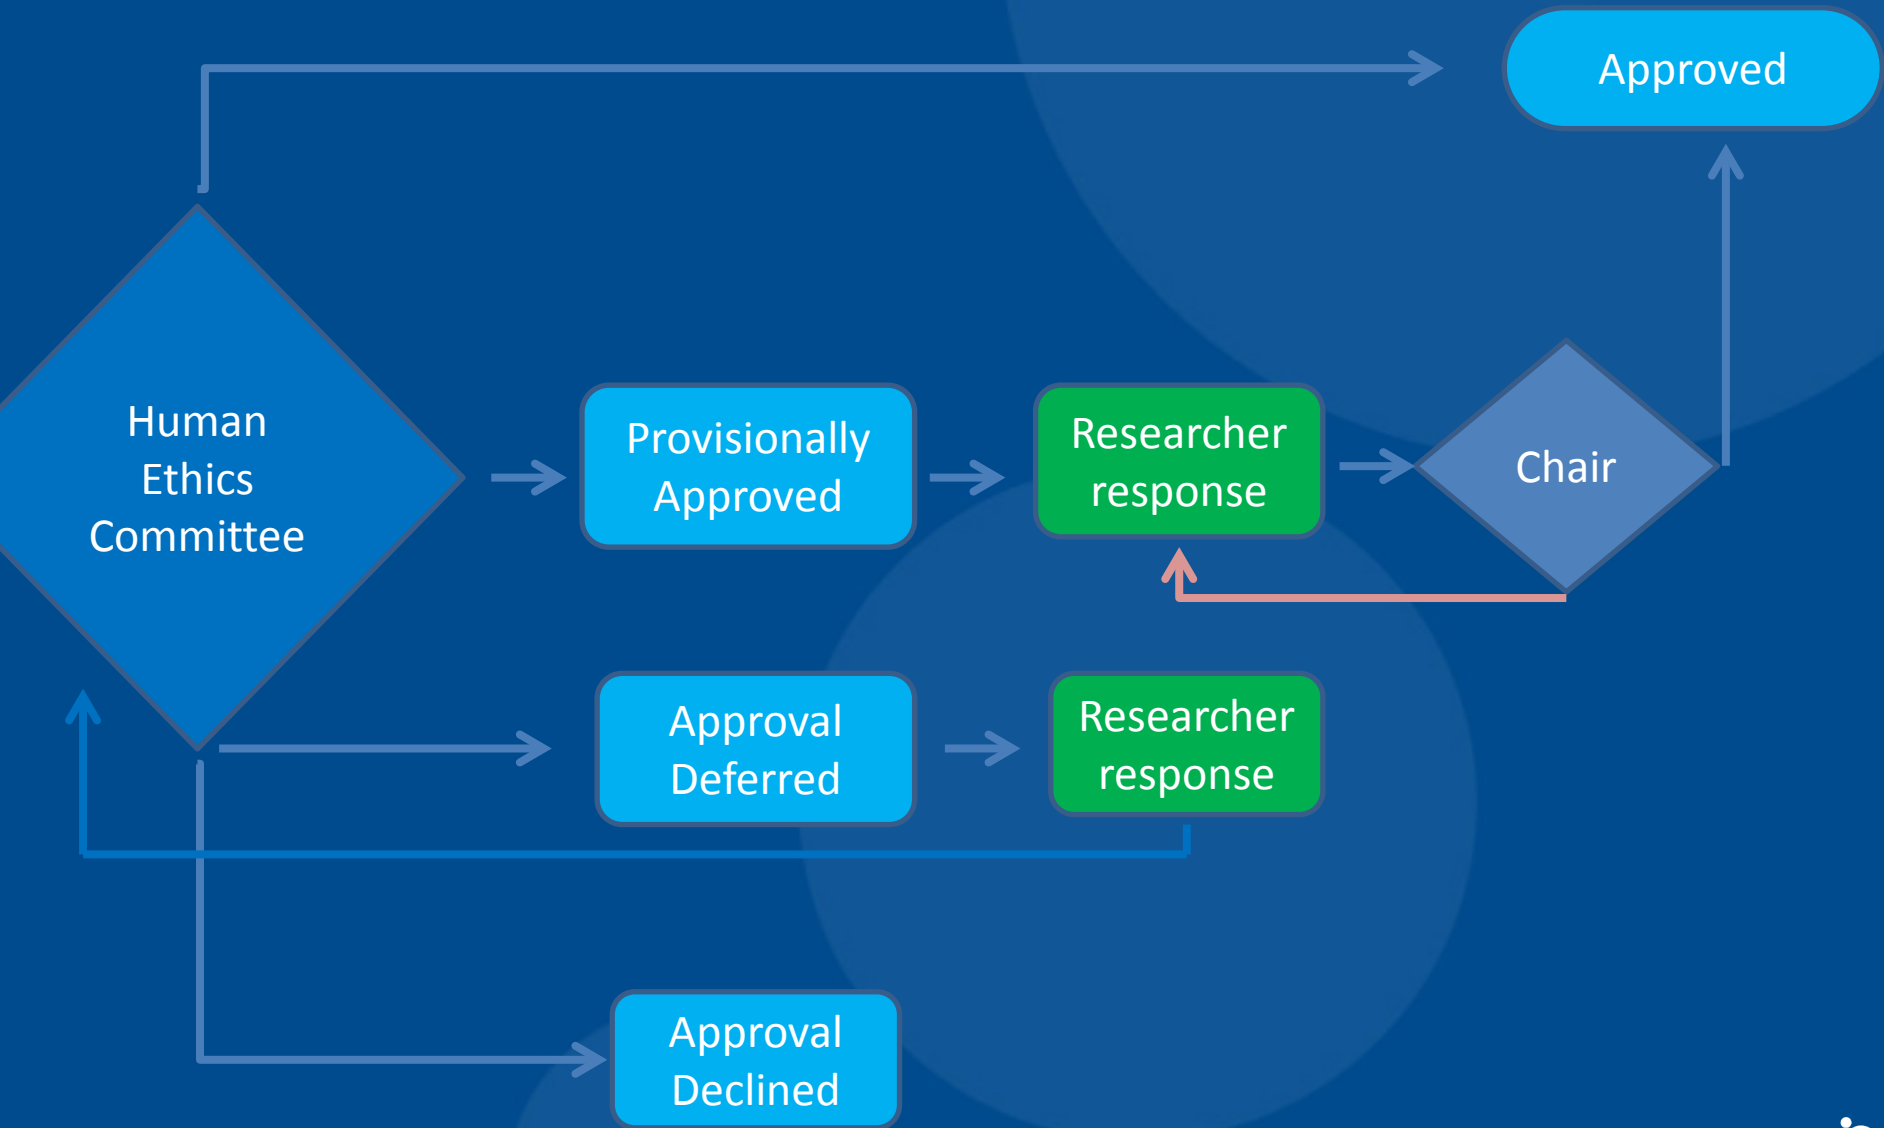 Approved
Human
Ethics
Committee
Provisionally
Approved
Researcher
response
Chair
Approval
Deferred
Researcher
response
Approval
Declined